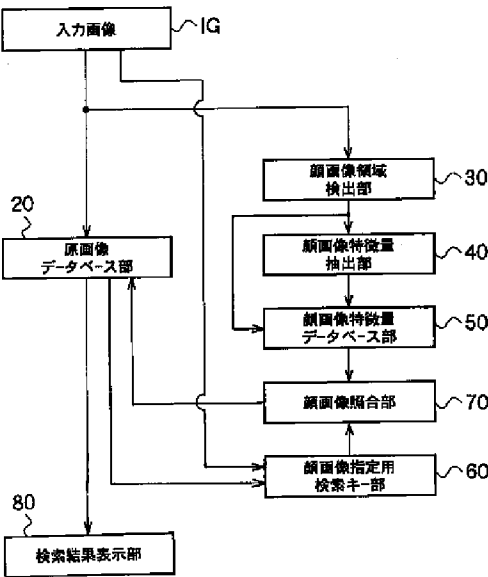 入力画像
IG
顔画像領域
検出部
30
20
原画像
データベース部
顔画像特徴量
抽出部
40
顔画像特徴量
データベース部
50
顔画像照合部
70
顔画像指定用
検索キー部
60
80
検索結果表示部